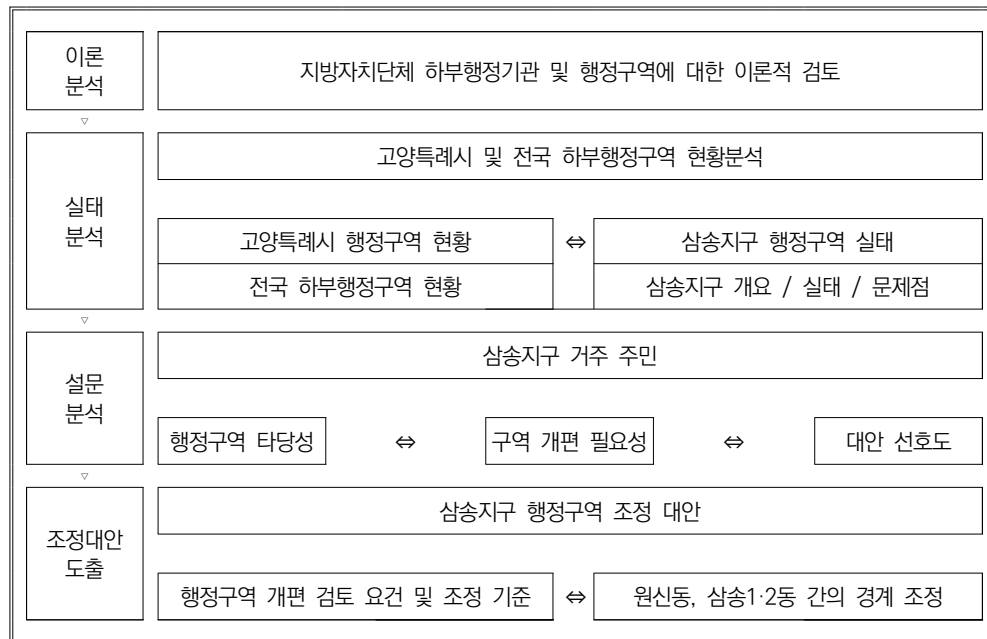 이론
분석
지방자치단체 하부행정기관 및 행정구역에 대한 이론적 검토
▽
실태
분석
고양특례시 및 전국 하부행정구역 현황분석
고양특례시 행정구역 현황 ⇔ 삼송지구 행정구역 실태
전국 하부행정구역 현황 삼송지구 개요 / 실태 / 문제점
▽
설문
분석
삼송지구 거주 주민
행정구역 타당성 ⇔ 구역 개편 필요성 ⇔ 대안 선호도
▽
조정대안
도출
삼송지구 행정구역 조정 대안
행정구역 개편 검토 요건 및 조정 기준 ⇔ 원신동, 삼송1·2동 간의 경계 조정